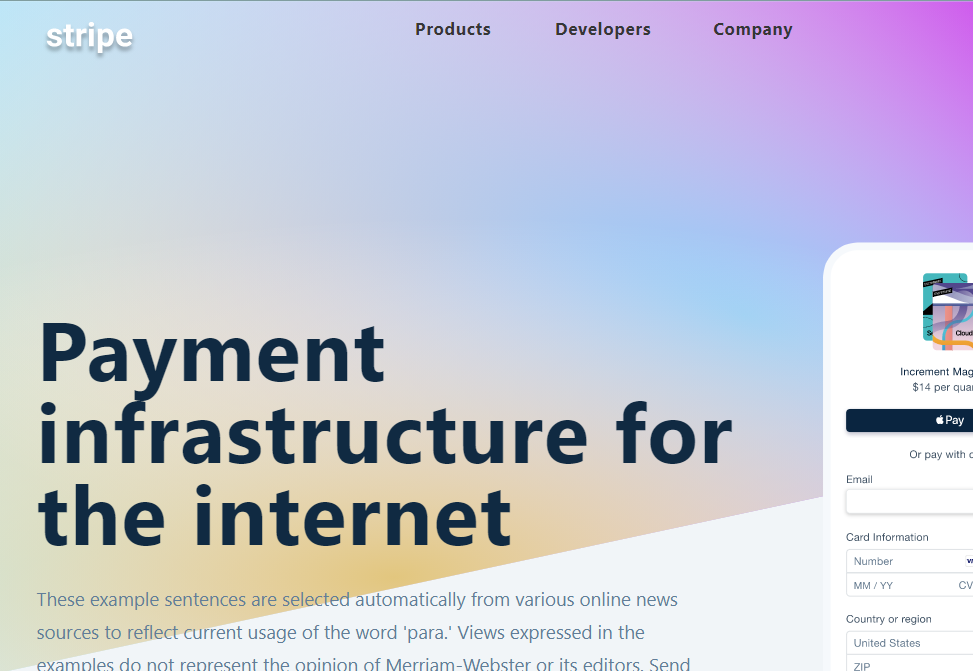 stripe
Products
Developers
Company
Payment
infrastructure for
the internet
These example sentences are selected automatically from various online news
sources to reflect current usage of the word 'para.' Views expressed in the
examples do not represent the opinion of Merriam-Webster or its editors. Send
Cloud
Increment Mag
$14 per quar
Pay
Or pay with c
Email
Card Information
Number
MM / YY
CV
Country or region
United States
ZIP